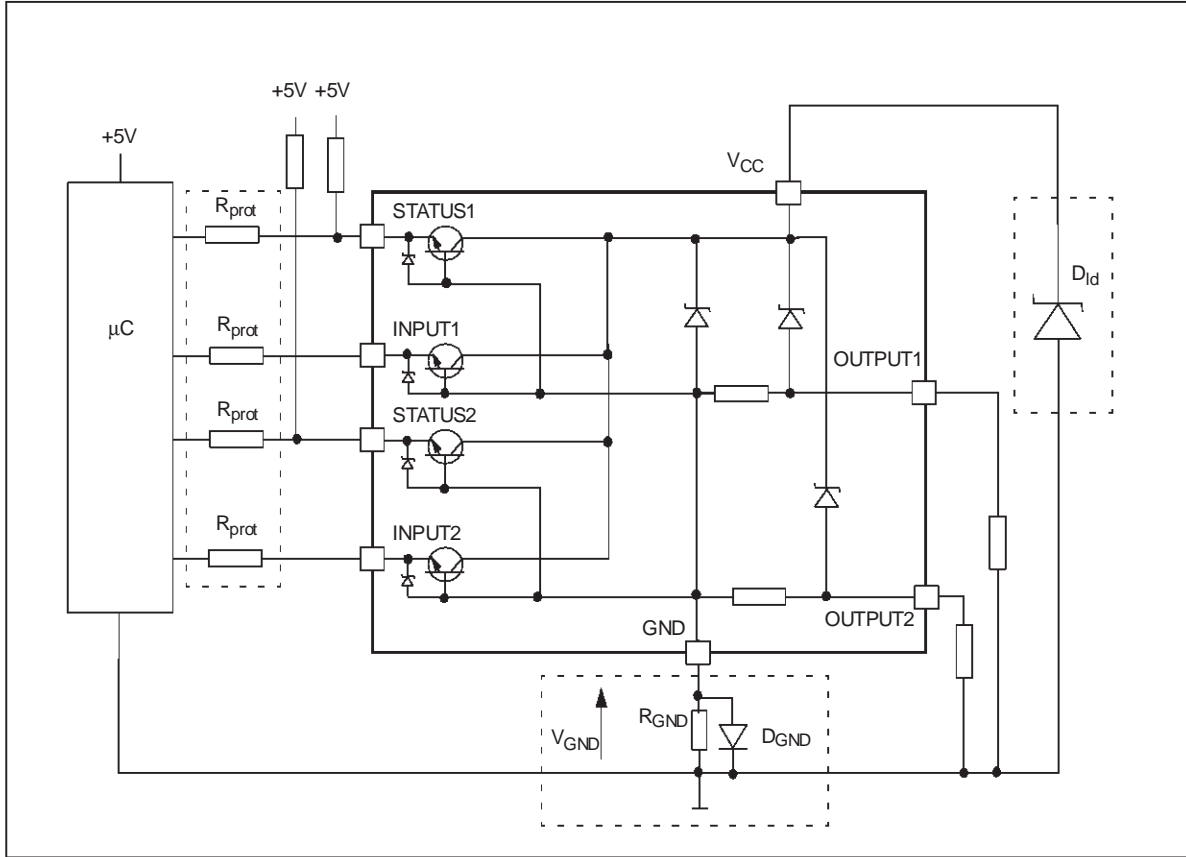 +5V +5V
+5V
VCC
Rprot
STATUS1
Dld
µC
Rprot
INPUT1
OUTPUT1
Rprot
STATUS2
Rprot
INPUT2
GND
OUTPUT2
RGND
VGND
DGND